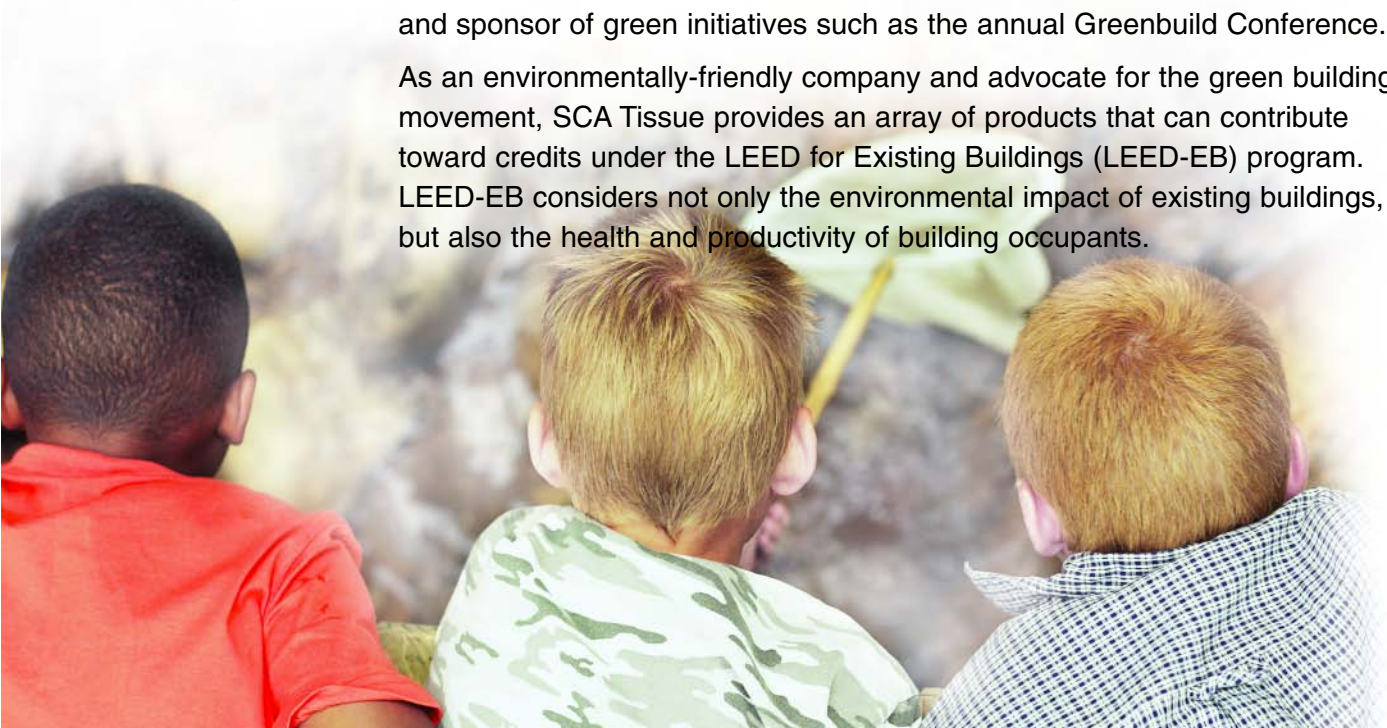 and sponsor of green initiatives such as the annual Greenbuild Conference.
As an environmentally-friendly company and advocate for the green building
movement, SCA Tissue provides an array of products that can contribute
toward credits under the LEED for Existing Buildings (LEED-EB) program.
LEED-EB considers not only the environmental impact of existing buildings,
but also the health and productivity of building occupants.